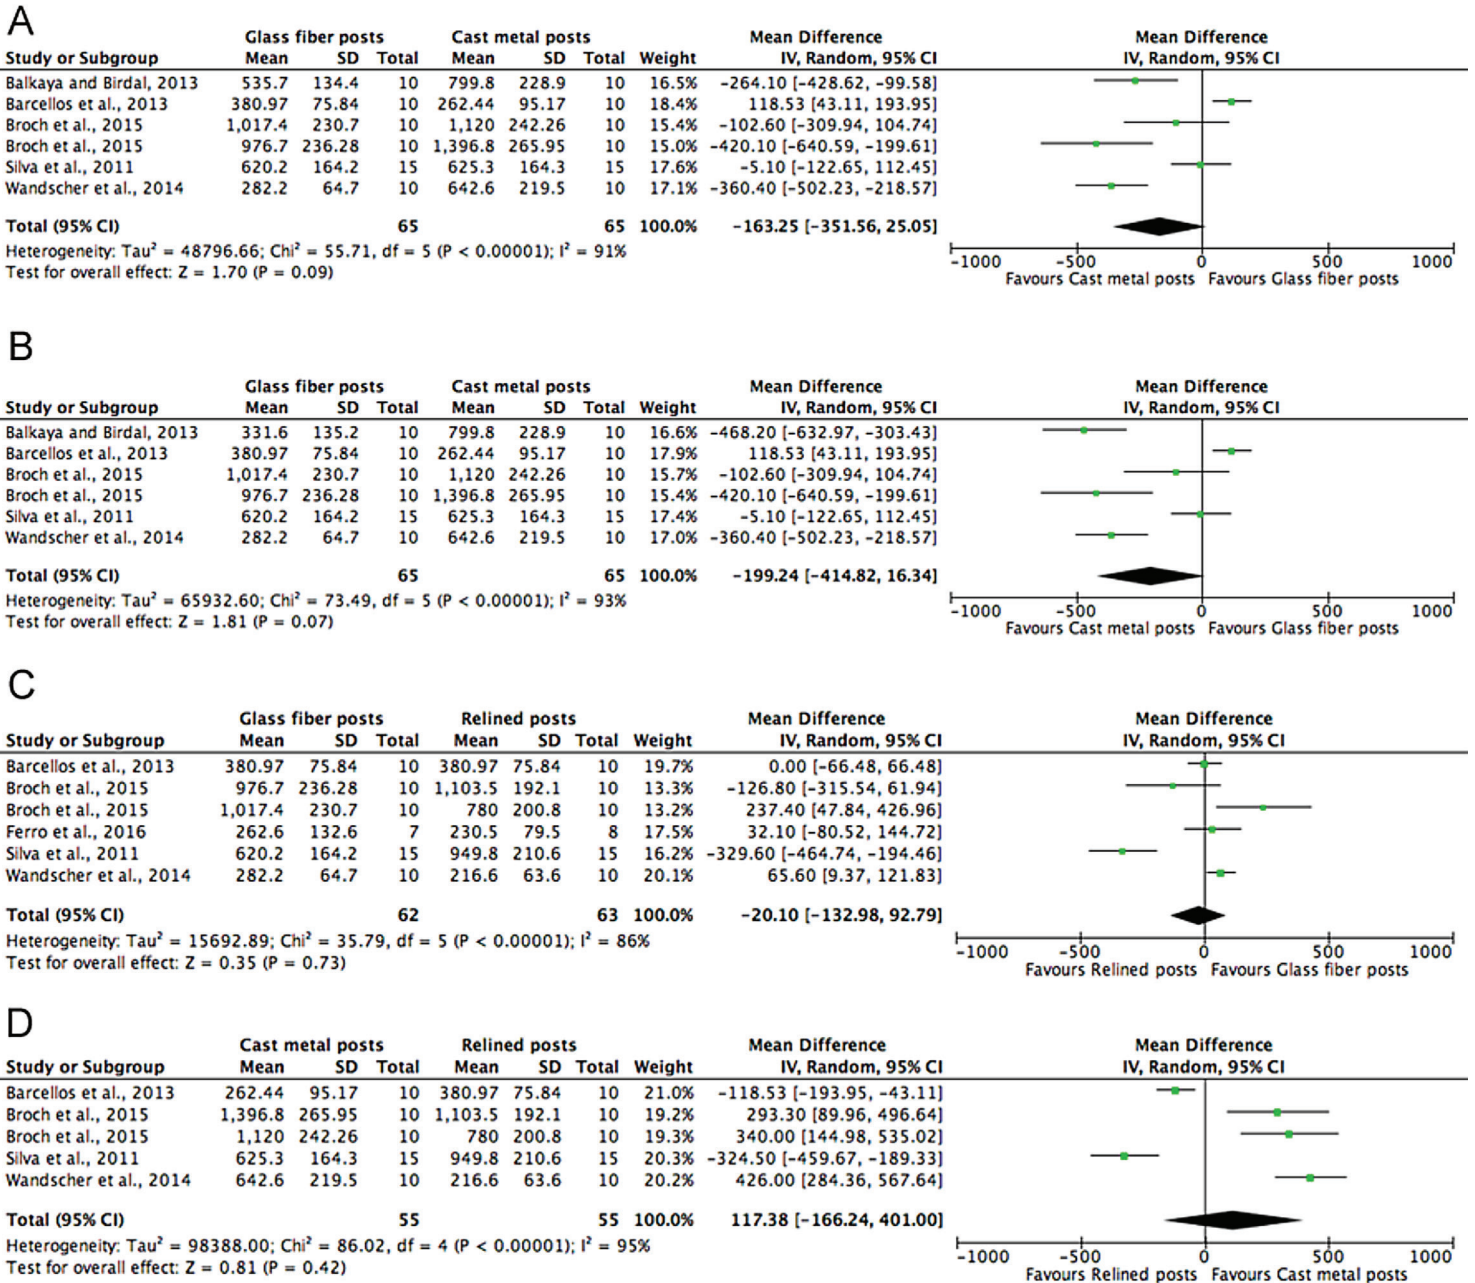 A
Glass fiber posts Cast metal posts Mean Difference Mean Difference
Study or Subgroup Mean SD Total Mean SD Total Weight IV, Random, 95% CI IV, Random, 95% CI
Balkaya and Birdal, 2013 535.7 134.4 10 799.8 228.9 10 16.5% -264.10 [-428.62, -99.58]
Barcellos et al., 2013 380.97 75.84 10 262.44 95.17 10 18.4% 118.53 [43.11, 193.95]
Broch et al., 2015 1,017.4 230.7 10 1,120 242.26 10 15.4% -102.60 [-309.94, 104.74]
Broch et al., 2015 976.7 236.28 10 1,396.8 265.95 10 15.0% -420.10 [-640.59, -199.61]
Silva et al., 2011 620.2 164.2 15 625.3 164.3 15 17.6% -5.10 [-122.65, 112.45]
Wandscher et al., 2014 282.2 64.7 10 642.6 219.5 10 17.1% -360.40 [-502.23, -218.57]
Total (95% CI) 65 65 100.0% -163.25 [-351.56, 25.05]
Heterogeneity: Tau² = 48796.66; Chi² = 55.71, df = 5 (P < 0.00001); I² = 91%
Test for overall effect: Z = 1.70 (P = 0.09)
-1000 -500 0 500 1000
Favours Cast metal posts Favours Glass fiber posts
B
Glass fiber posts Cast metal posts Mean Difference Mean Difference
Study or Subgroup Mean SD Total Mean SD Total Weight IV, Random, 95% CI IV, Random, 95% CI
Balkaya and Birdal, 2013 331.6 135.2 10 799.8 228.9 10 16.6% -468.20 [-632.97, -303.43]
Barcellos et al., 2013 380.97 75.84 10 262.44 95.17 10 17.9% 118.53 [43.11, 193.95]
Broch et al., 2015 1,017.4 230.7 10 1,120 242.26 10 15.7% -102.60 [-309.94, 104.74]
Broch et al., 2015 976.7 236.28 10 1,396.8 265.95 10 15.4% -420.10 [-640.59, -199.61]
Silva et al., 2011 620.2 164.2 15 625.3 164.3 15 17.4% -5.10 [-122.65, 112.45]
Wandscher et al., 2014 282.2 64.7 10 642.6 219.5 10 17.0% -360.40 [-502.23, -218.57]
Total (95% CI) 65 65 100.0% -199.24 [-414.82, 16.34]
Heterogeneity: Tau² = 65932.60; Chi² = 73.49, df = 5 (P < 0.00001); I² = 93%
Test for overall effect: Z = 1.81 (P = 0.07)
-1000 -500 0 500 1000
Favours Cast metal posts Favours Glass fiber posts
C
Glass fiber posts Relined posts Mean Difference Mean Difference
Study or Subgroup Mean SD Total Mean SD Total Weight IV, Random, 95% CI IV, Random, 95% CI
Barcellos et al., 2013 380.97 75.84 10 380.97 75.84 10 19.7% 0.00 [-66.48, 66.48]
Broch et al., 2015 976.7 236.28 10 1,103.5 192.1 10 13.3% -126.80 [-315.54, 61.94]
Broch et al., 2015 1,017.4 230.7 10 780 200.8 10 13.2% 237.40 [47.84, 426.96]
Ferro et al., 2016 262.6 132.6 7 230.5 79.5 8 17.5% 32.10 [-80.52, 144.72]
Silva et al., 2011 620.2 164.2 15 949.8 210.6 15 16.2% -329.60 [-464.74, -194.46]
Wandscher et al., 2014 282.2 64.7 10 216.6 63.6 10 20.1% 65.60 [9.37, 121.83]
Total (95% CI) 62 63 100.0% -20.10 [-132.98, 92.79]
Heterogeneity: Tau² = 15692.89; Chi² = 35.79, df = 5 (P < 0.00001); I² = 86%
Test for overall effect: Z = 0.35 (P = 0.73)
-1000 -500 0 500 1000
Favours Relined posts Favours Glass fiber posts
D
Cast metal posts Relined posts Mean Difference Mean Difference
Study or Subgroup Mean SD Total Mean SD Total Weight IV, Random, 95% CI IV, Random, 95% CI
Barcellos et al., 2013 262.44 95.17 10 380.97 75.84 10 21.0% -118.53 [-193.95, -43.11]
Broch et al., 2015 1,396.8 265.95 10 1,103.5 192.1 10 19.2% 293.30 [89.96, 496.64]
Broch et al., 2015 1,120 242.26 10 780 200.8 10 19.3% 340.00 [144.98, 535.02]
Silva et al., 2011 625.3 164.3 15 949.8 210.6 15 20.3% -324.50 [-459.67, -189.33]
Wandscher et al., 2014 642.6 219.5 10 216.6 63.6 10 20.2% 426.00 [284.36, 567.64]
Total (95% CI) 55 55 100.0% 117.38 [-166.24, 401.00]
Heterogeneity: Tau² = 98388.00; Chi² = 86.02, df = 4 (P < 0.00001); I² = 95%
Test for overall effect: Z = 0.81 (P = 0.42)
-1000 -500 0 500 1000
Favours Relined posts Favours Cast metal posts